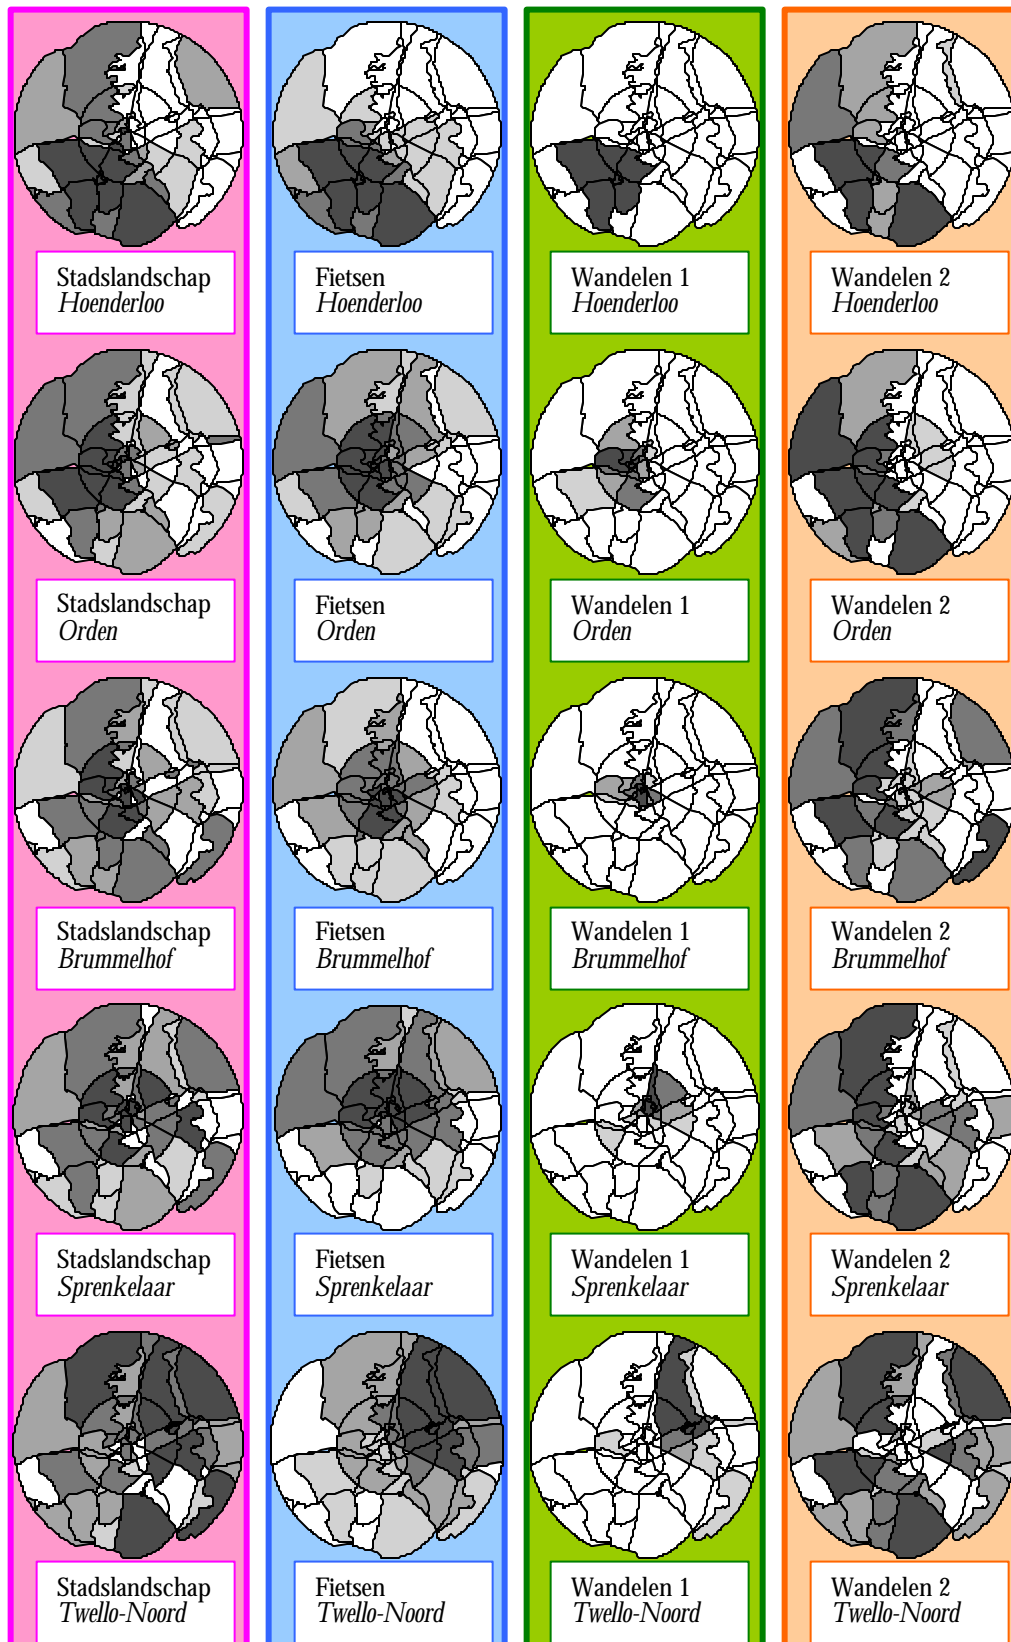 Stadslandschap
Hoenderloo
Fietsen
Hoenderloo
Wandelen 1
Hoenderloo
Wandelen 2
Hoenderloo
Stadslandschap
Orden
Fietsen
Orden
Wandelen 1
Orden
Wandelen 2
Orden
Stadslandschap
Brummelhof
Fietsen
Brummelhof
Wandelen 1
Brummelhof
Wandelen 2
Brummelhof
Stadslandschap
Sprenkelaar
Fietsen
Sprenkelaar
Wandelen 1
Sprenkelaar
Wandelen 2
Sprenkelaar
Stadslandschap
Twello-Noord
Fietsen
Twello-Noord
Wandelen 1
Twello-Noord
Wandelen 2
Twello-Noord